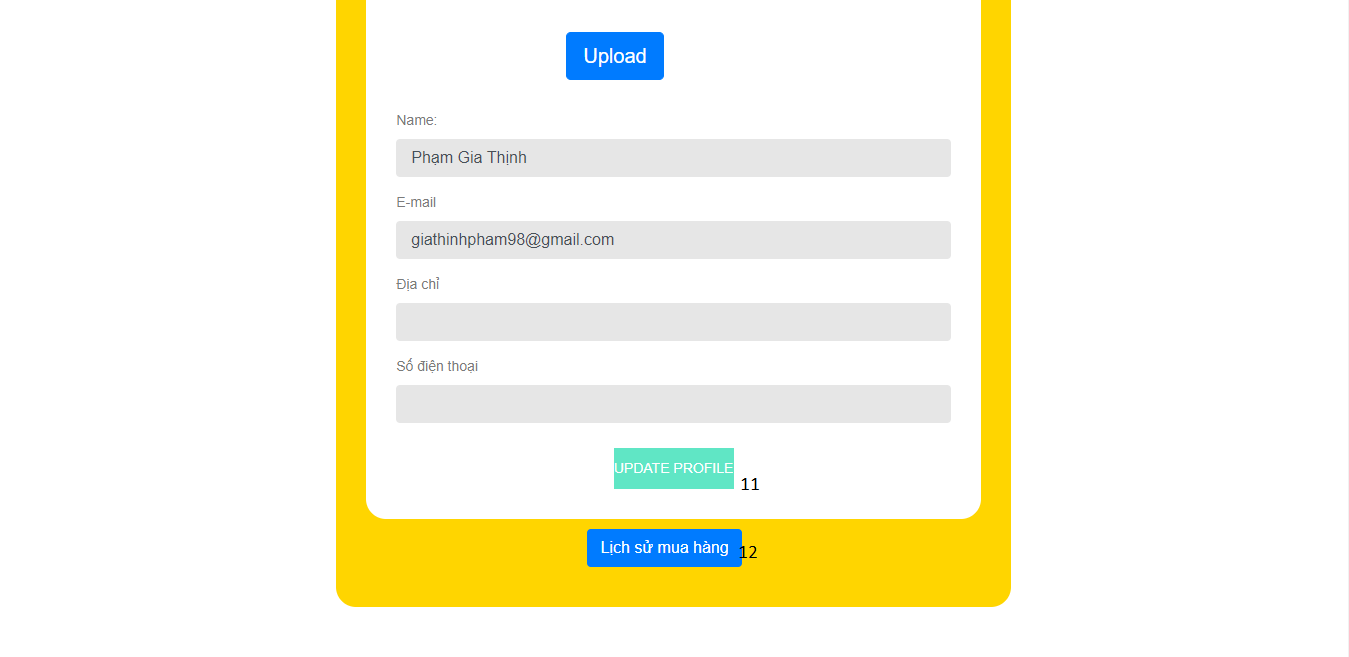 Upload
Name:
Phạm Gia Thịnh
E-mail
giathinhpham98@gmail.com
Địa chỉ
Số điện thoại
UPDATE PROFILE
11
Lịch sử mua hàng
12